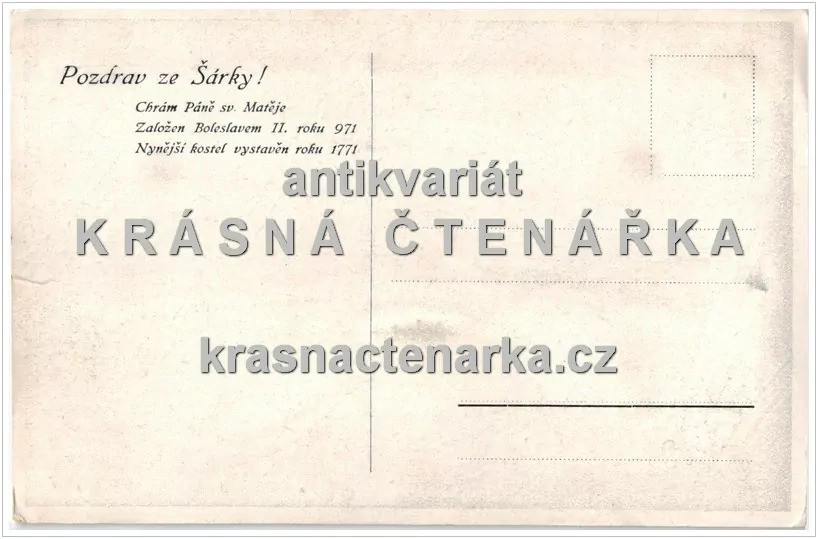 Pozdrav ze Šárky!
Chrám Páně sv. Matěje
Založen Boleslavem II. roku 971
Nynější kostel vystavěn roku 1771
antikvariát
KRÁSNÁ ČTENÁŘKA
krasnactenarka.cz